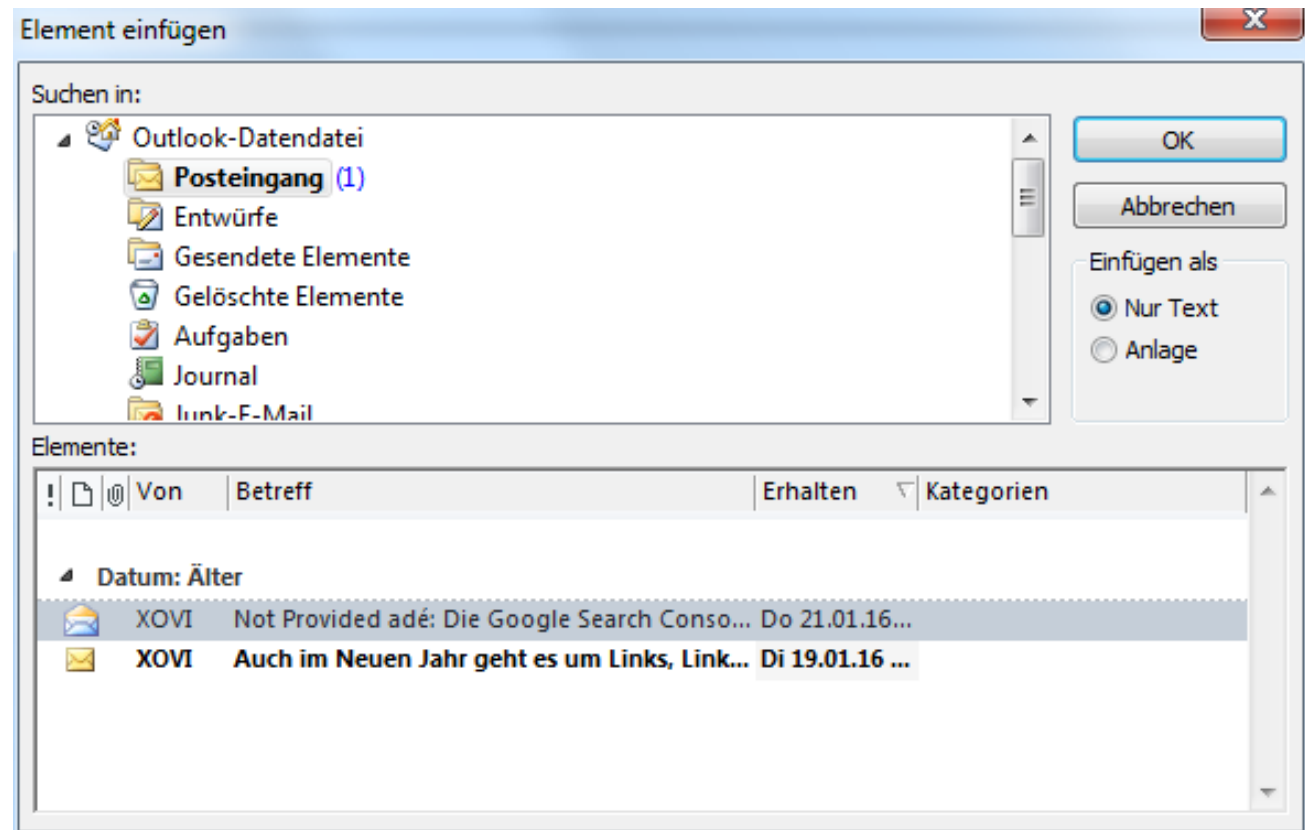 Element einfügen
Suchen in:
Outlook-Datendatei
Posteingang (1)
Entwürfe
Gesendete Elemente
Gelöschte Elemente
Aufgaben
Journal
Junk-E-Mail
OK
Abbrechen
Einfügen als
Nur Text
Anlage
Elemente:
! Von Betreff Erhalten Kategorien
Datum: Älter
XOVI Not Provided adé: Die Google Search Conso... Do 21.01.16...
XOVI Auch im Neuen Jahr geht es um Links, Link... Di 19.01.16 ...